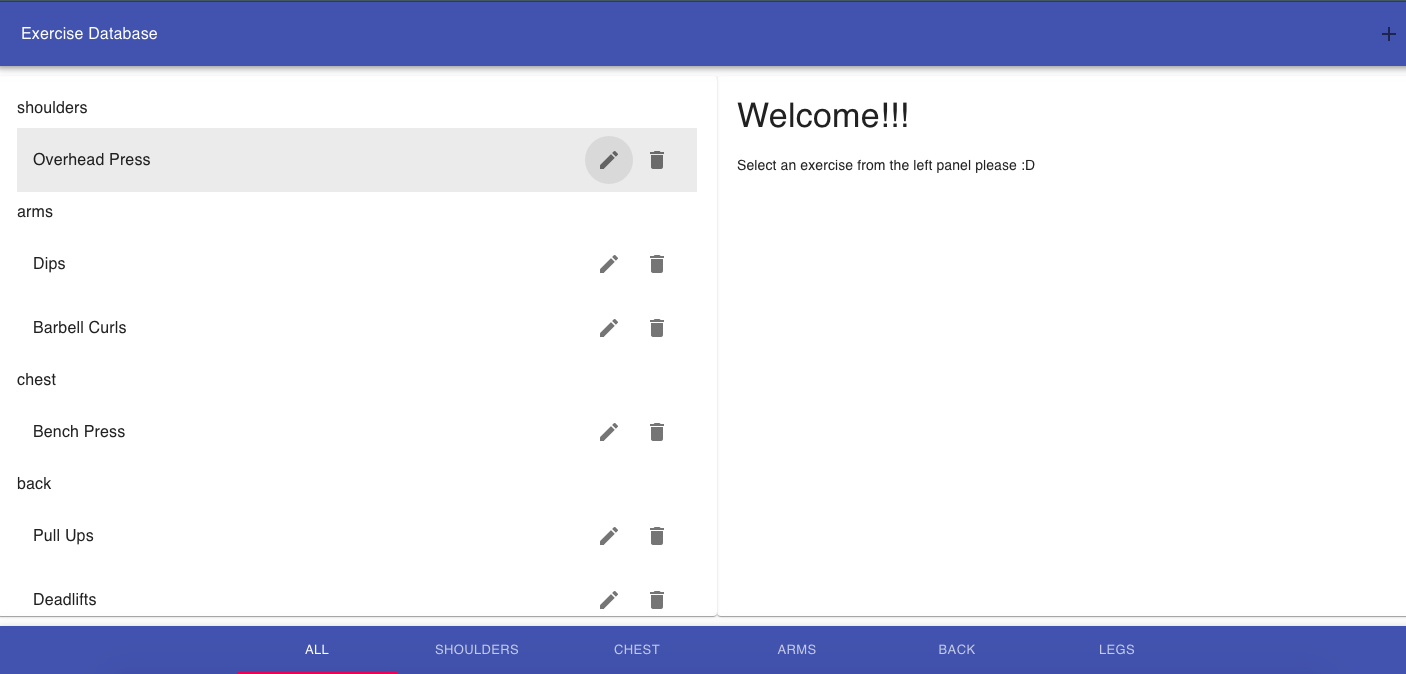 Exercise Database
shoulders
Overhead Press
arms
Dips
Barbell Curls
chest
Bench Press
back
Pull Ups
Deadlifts
Welcome!!!
Select an exercise from the left panel please :D
ALL SHOULDERS CHEST ARMS BACK LEGS